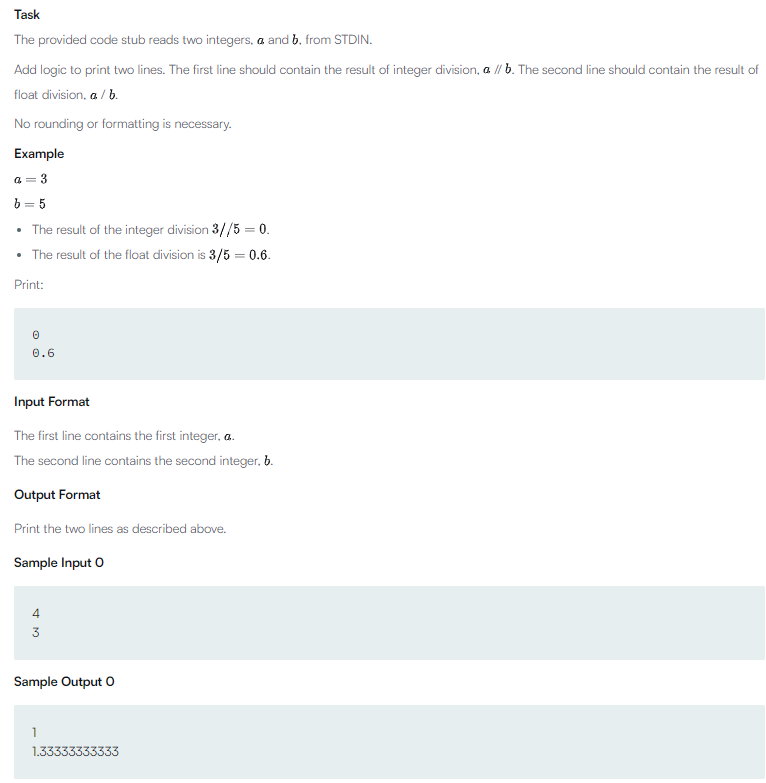 Task
The provided code stub reads two integers, a and b, from STDIN.
Add logic to print two lines. The first line should contain the result of integer division, a // b. The second line should contain the result of
float division, a / b.
No rounding or formatting is necessary.
Example
a = 3
b = 5
• The result of the integer division 3//5 = 0.
• The result of the float division is 3/5 = 0.6.
Print:
0
0.6
Input Format
The first line contains the first integer, a.
The second line contains the second integer, b.
Output Format
Print the two lines as described above.
Sample Input 0
4
3
Sample Output 0
1
1.33333333333